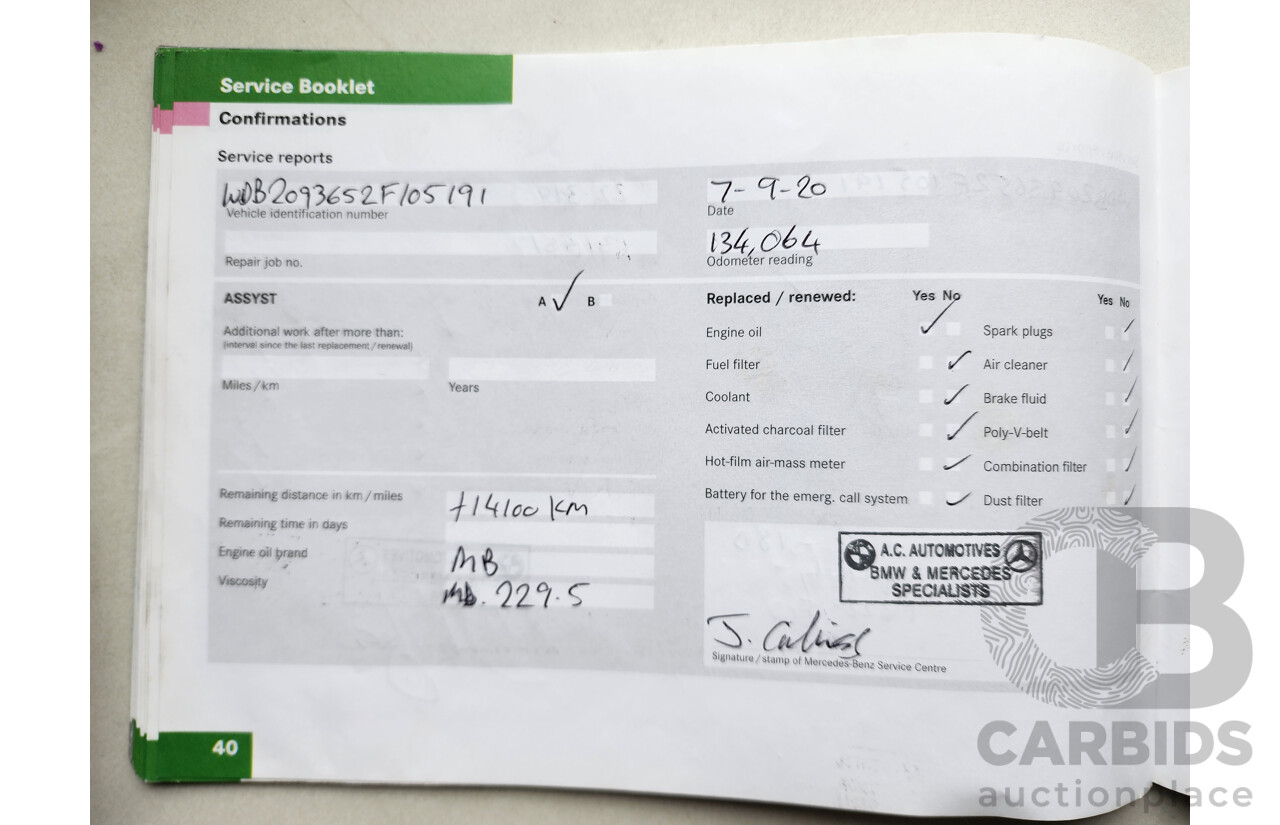 Service Booklet
Confirmations
Service reports
WDB2093652F105191
Vehicle identification number
7-9-20
Date
Repair job no.
134,064
Odometer reading
ASSYST
A ✓ B
Additional work after more than:
(interval since the last replacement/renewal)
Miles/km
Years
Replaced / renewed:
Yes No
Yes No
Engine oil
Spark plugs
Fuel filter
Air cleaner
Coolant
Brake fluid
Activated charcoal filter
Poly-V-belt
Hot-film air-mass meter
Combination filter
Battery for the emerg. call system
Dust filter
Remaining distance in km/miles
+14100 KM
Remaining time in days
Engine oil brand
MB
Viscosity
MB. 229.5
A.C. AUTOMOTIVES
BMW & MERCEDES
SPECIALISTS
Signature/stamp of Mercedes-Benz Service Centre
40
CB
CARBIDS
auctionplace